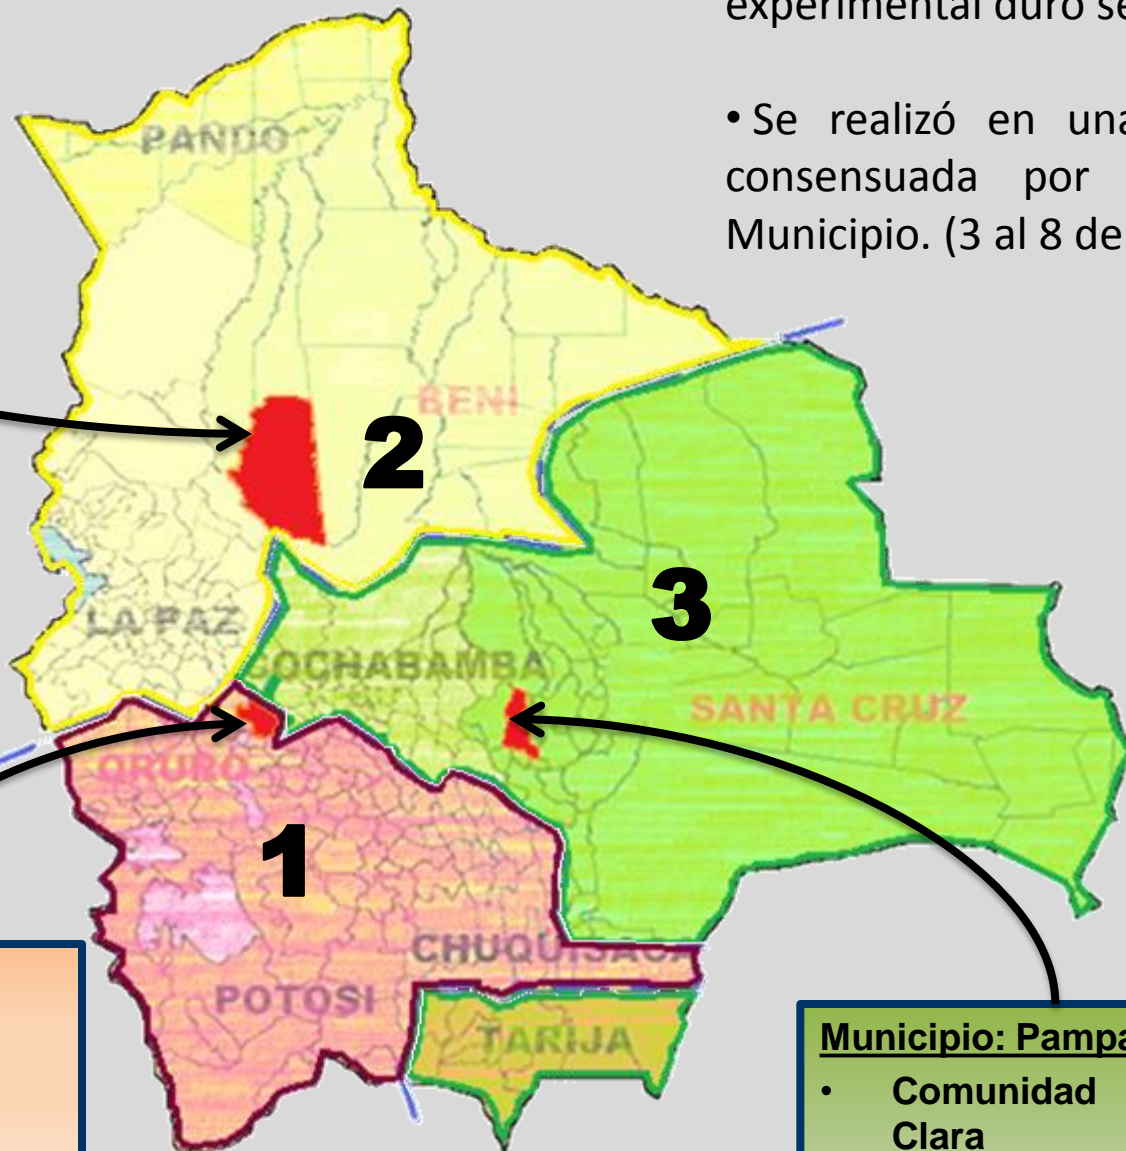 experimental duró se
• Se realizó en una
consensuada por
Municipio. (3 al 8 de
PANDO
BENI
2
3
LA PAZ
COCHABAMBA
SANTA CRUZ
ORURO
1
CHUQUISACA
POTOSI
TARIJA
Municipio: Pampa
• Comunidad
Clara